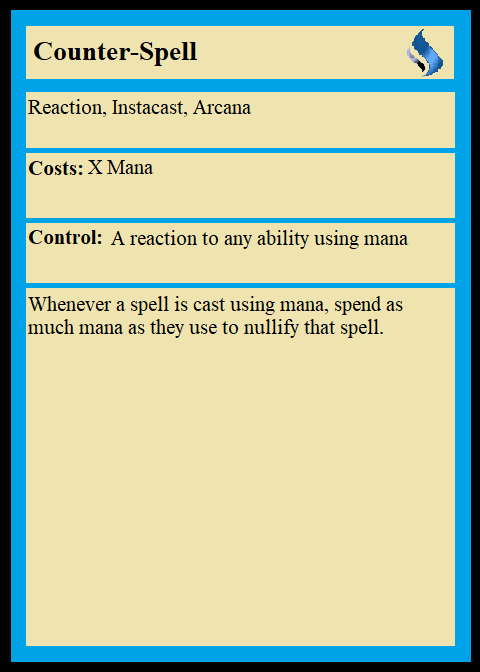 Counter-Spell
Reaction, Instacast, Arcana
Costs: X Mana
Control: A reaction to any ability using mana
Whenever a spell is cast using mana, spend as
much mana as they use to nullify that spell.